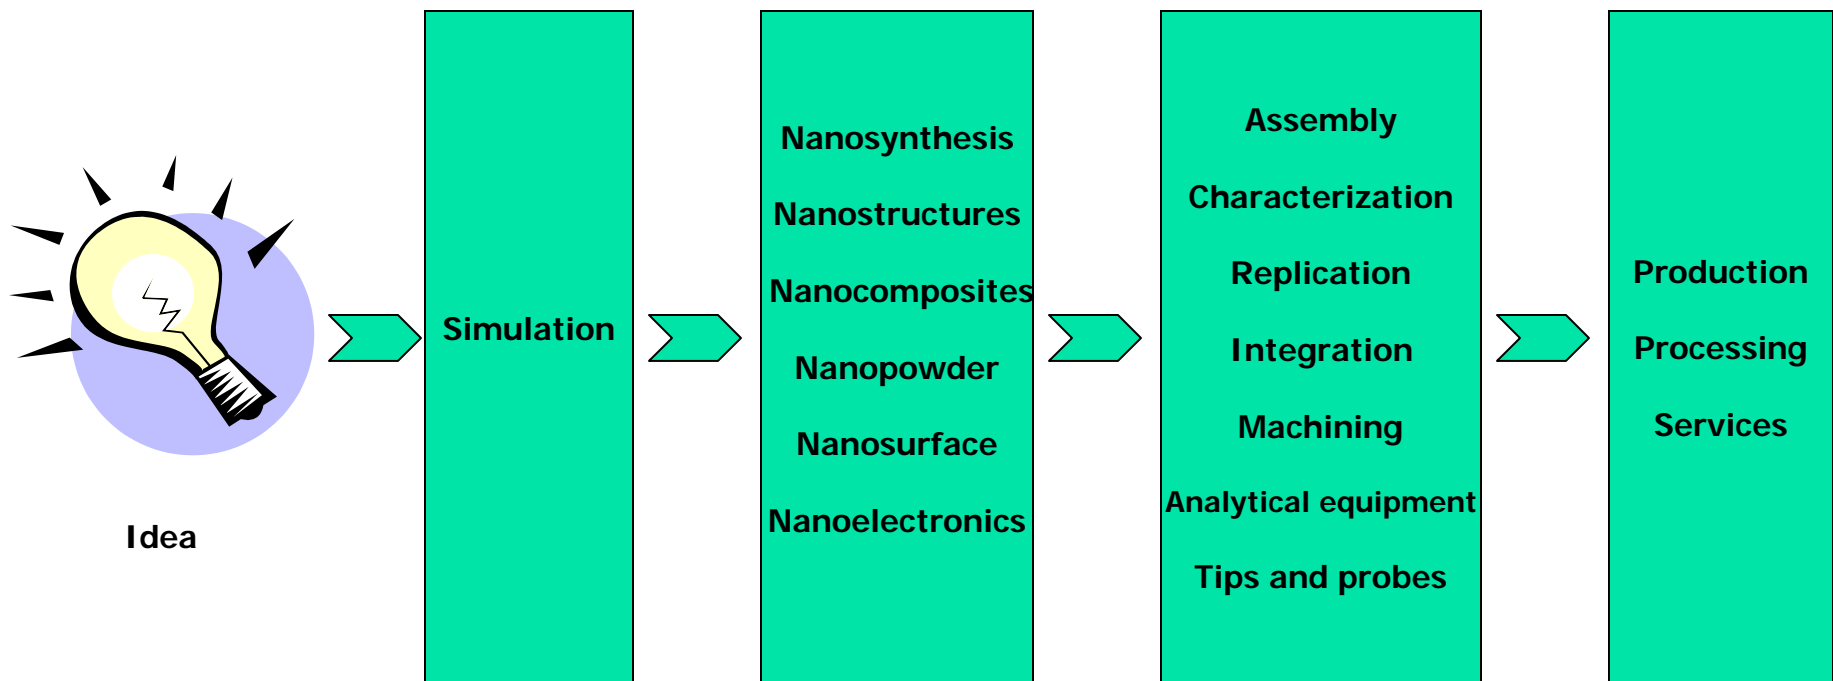 Idea
Simulation
Nanosynthesis
Nanostructures
Nanocomposites
Nanopowder
Nanosurface
Nanoelectronics
Assembly
Characterization
Replication
Integration
Machining
Analytical equipment
Tips and probes
Production
Processing
Services